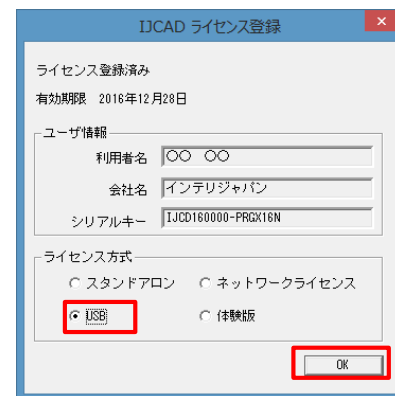 IJCAD ライセンス登録
ライセンス登録済み
有効期限 2016年12月28日
ユーザ情報
利用者名 〇〇 〇〇
会社名 インテリジャパン
シリアルキー IJCD160000-PRGX16N
ライセンス方式
スタンドアロン ネットワークライセンス
USB 体験版
OK